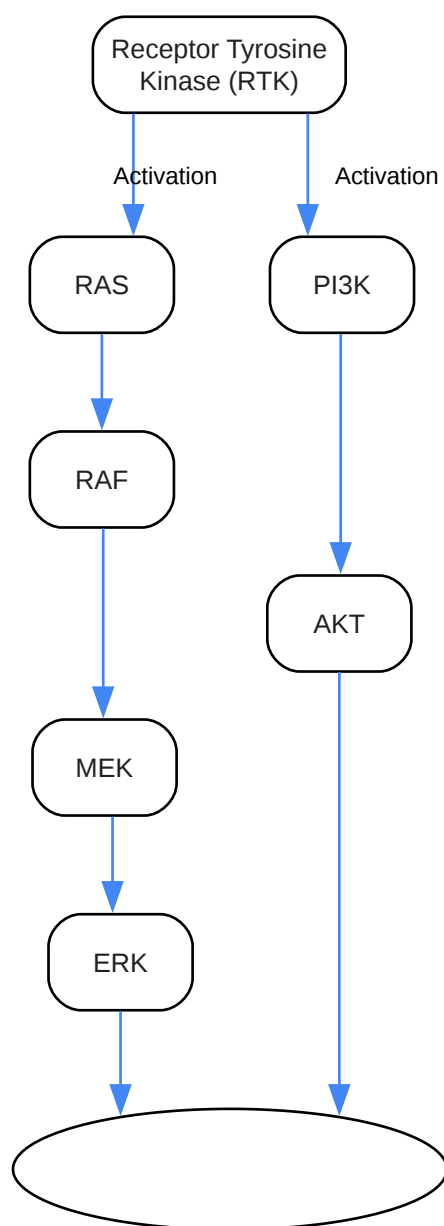 Receptor Tyrosine
Kinase (RTK)
Activation
Activation
RAS
PI3K
RAF
AKT
MEK
ERK